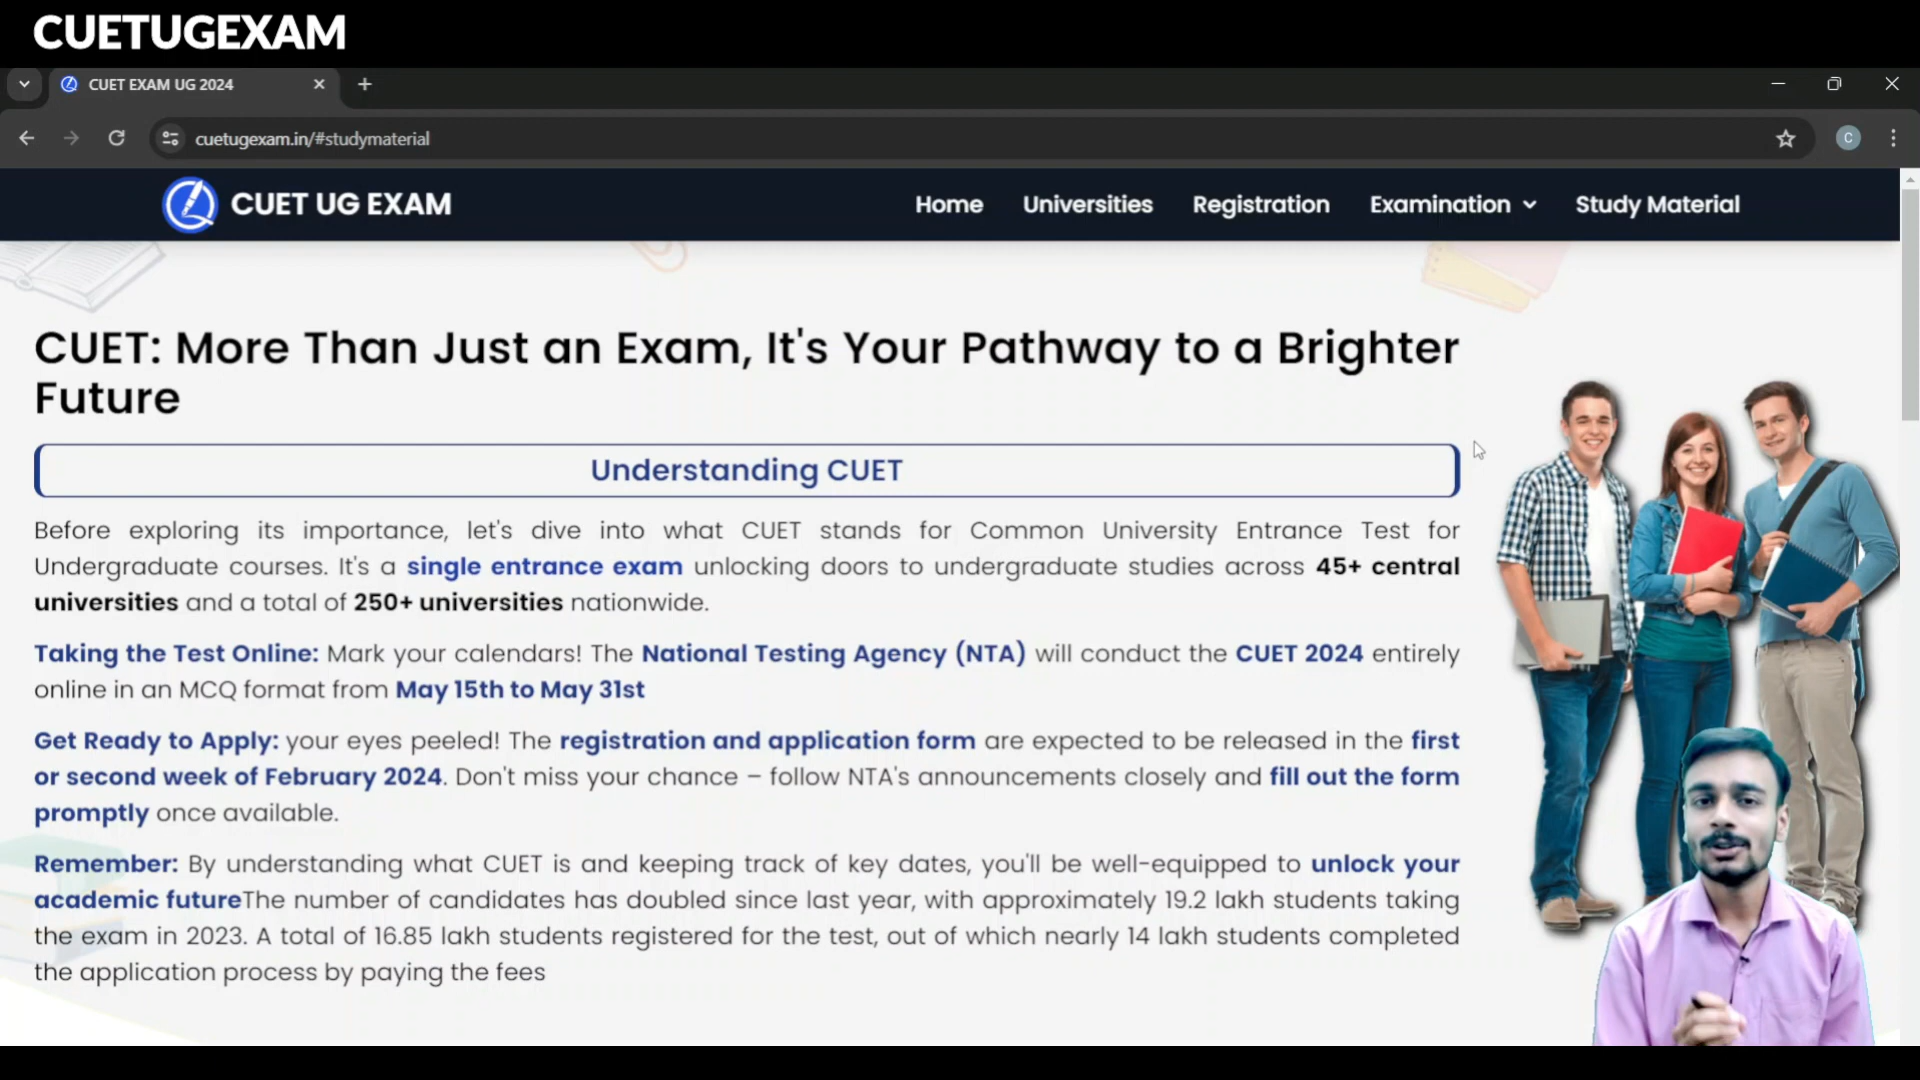 CUETUGEXAM
CUET EXAM UG 2024
cuetugexam.in/#studymaterial
C
CUET UG EXAM
Home Universities Registration Examination Study Material
CUET: More Than Just an Exam, It's Your Pathway to a Brighter
Future
Understanding CUET
Before exploring its importance, let's dive into what CUET stands for Common University Entrance Test for
Undergraduate courses. It's a single entrance exam unlocking doors to undergraduate studies across 45+ central
universities and a total of 250+ universities nationwide.
Taking the Test Online: Mark your calendars! The National Testing Agency (NTA) will conduct the CUET 2024 entirely
online in an MCQ format from May 15th to May 31st
Get Ready to Apply: your eyes peeled! The registration and application form are expected to be released in the first
or second week of February 2024. Don't miss your chance – follow NTA's announcements closely and fill out the form
promptly once available.
Remember: By understanding what CUET is and keeping track of key dates, you'll be well-equipped to unlock your
academic futureThe number of candidates has doubled since last year, with approximately 19.2 lakh students taking
the exam in 2023. A total of 16.85 lakh students registered for the test, out of which nearly 14 lakh students completed
the application process by paying the fees